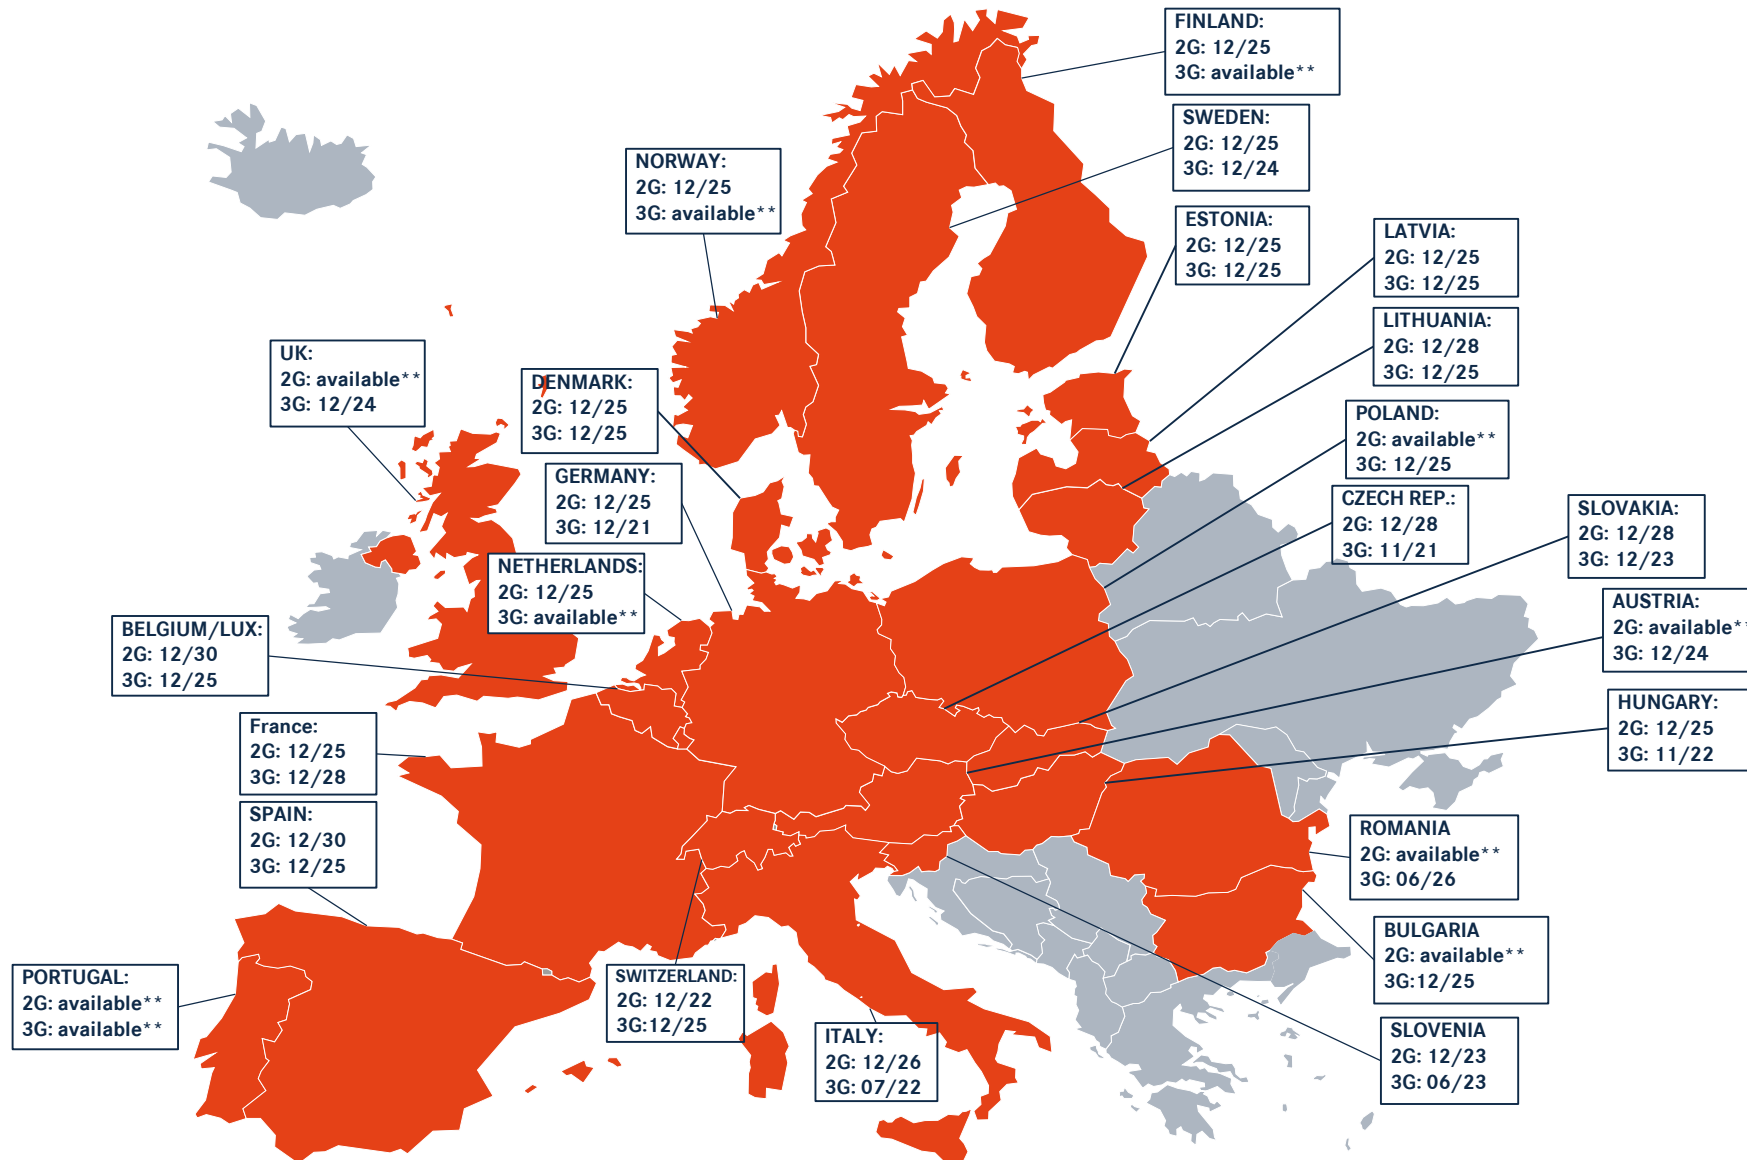 FINLAND:
2G: 12/25
3G: available**
SWEDEN:
2G: 12/25
3G: 12/24
NORWAY:
2G: 12/25
3G: available**
ESTONIA:
2G: 12/25
3G: 12/25
LATVIA:
2G: 12/25
3G: 12/25
LITHUANIA:
2G: 12/28
3G: 12/25
UK:
2G: available**
3G: 12/24
DENMARK:
2G: 12/25
3G: 12/25
POLAND:
2G: available**
3G: 12/25
GERMANY:
2G: 12/25
3G: 12/21
CZECH REP.:
2G: 12/28
3G: 11/21
SLOVAKIA:
2G: 12/28
3G: 12/23
NETHERLANDS:
2G: 12/25
3G: available**
AUSTRIA:
2G: available**
3G: 12/24
BELGIUM/LUX:
2G: 12/30
3G: 12/25
HUNGARY:
2G: 12/25
3G: 11/22
France:
2G: 12/25
3G: 12/28
SPAIN:
2G: 12/30
3G: 12/25
ROMANIA
2G: available**
3G: 06/26
BULGARIA
2G: available**
3G:12/25
PORTUGAL:
2G: available**
3G: available**
SWITZERLAND:
2G: 12/22
3G:12/25
ITALY:
2G: 12/26
3G: 07/22
SLOVENIA
2G: 12/23
3G: 06/23